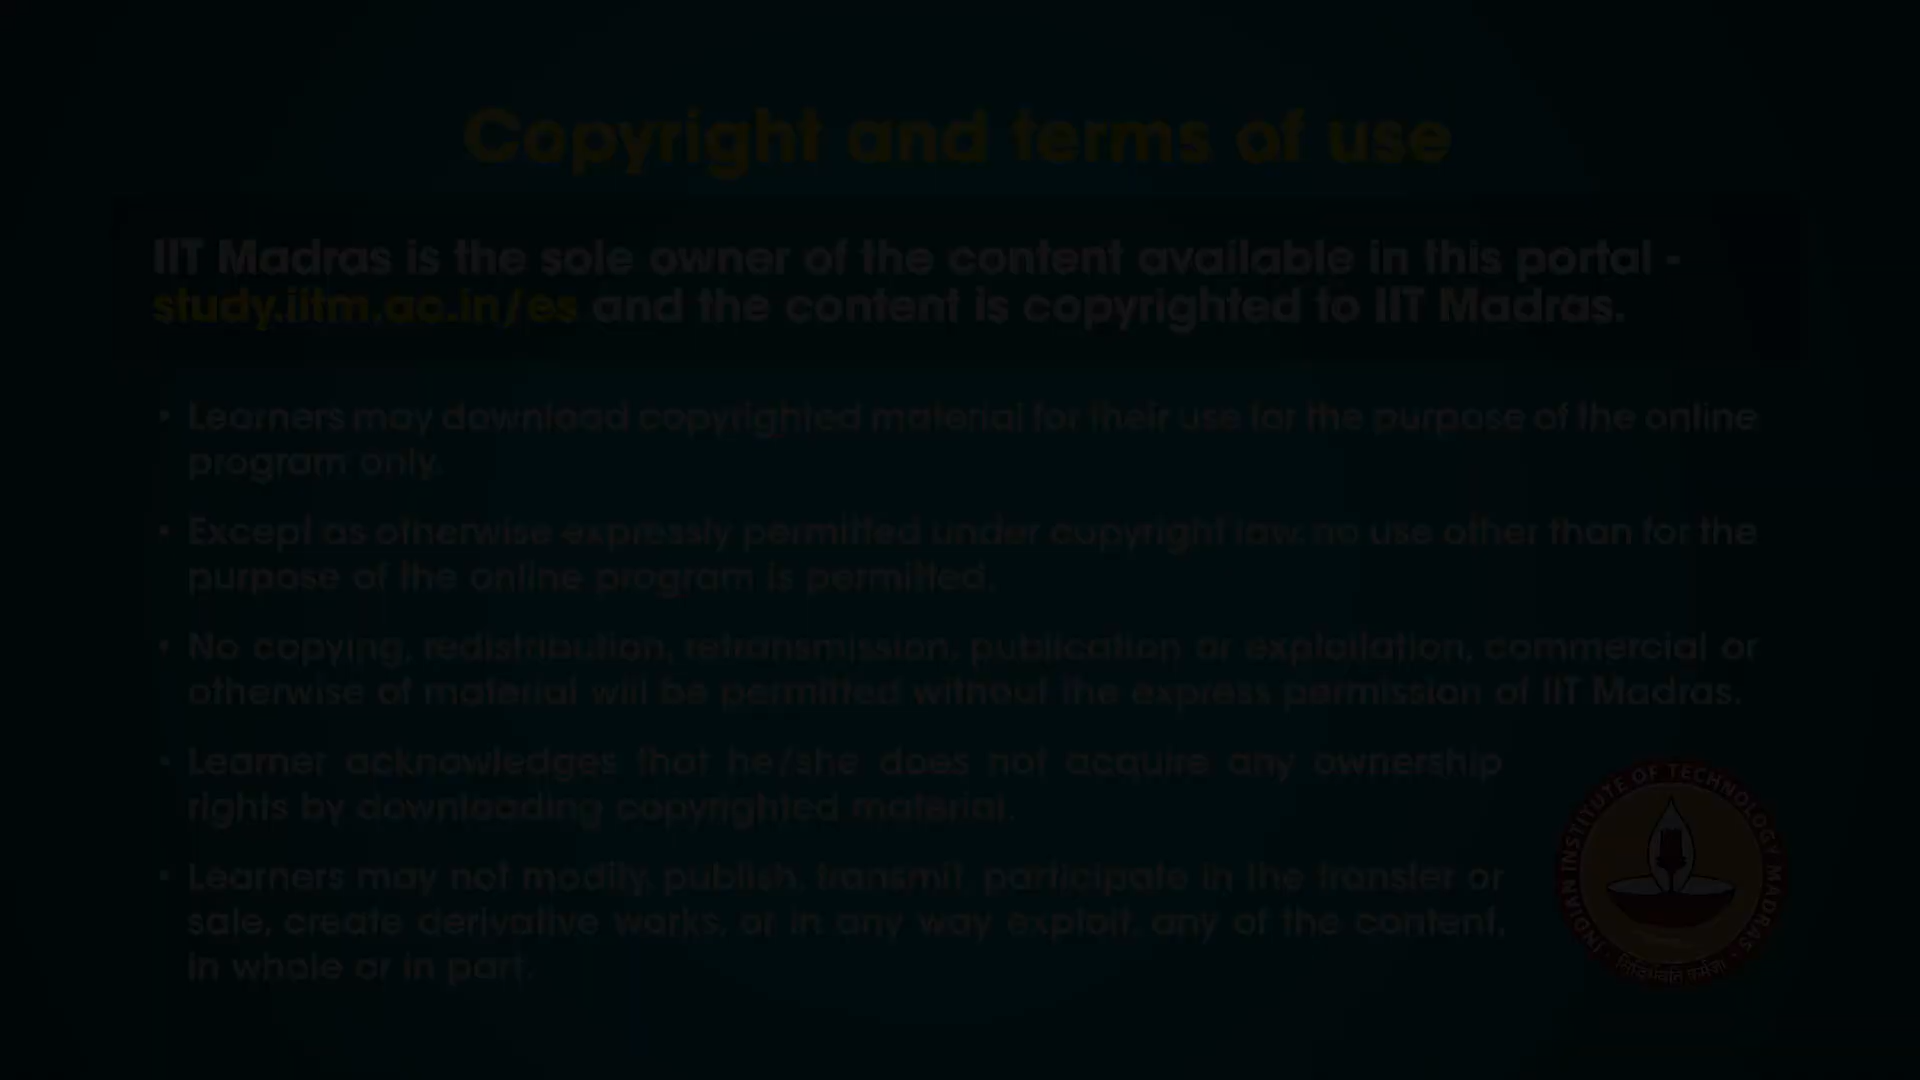 Copyright and terms of use
IIT Madras is the sole owner of the content available in this portal -
study.iitm.ac.in/es and the content is copyrighted to IIT Madras.
• Learners may download copyrighted material for their use for the purpose of the online
program only.
• Except as otherwise expressly permitted under copyright law, no use other than for the
purpose of the online program is permitted.
• No copying, redistribution, retransmission, publication or exploitation, commercial or
otherwise of material will be permitted without the express permission of IIT Madras.
• Learner acknowledges that he/she does not acquire any ownership
rights by downloading copyrighted material.
• Learners may not modify, publish, transmit, participate in the transfer or
sale, create derivative works, or in any way exploit, any of the content,
in whole or in part.
INDIAN INSTITUTE OF TECHNOLOGY MADRAS
सिद्धिर्भवति कर्मजा